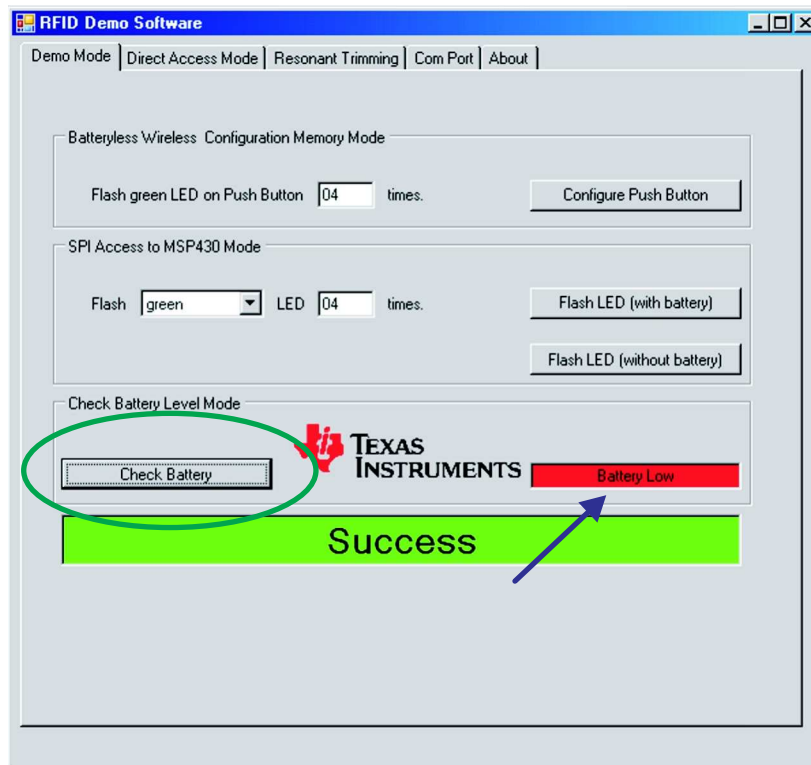 RFID Demo Software
Demo Mode Direct Access Mode Resonant Trimming Com Port About
Batteryless Wireless Configuration Memory Mode
Flash green LED on Push Button 04 times. Configure Push Button
SPI Access to MSP430 Mode
Flash green LED 04 times. Flash LED (with battery)
Flash LED (without battery)
Check Battery Level Mode
TEXAS
INSTRUMENTS
Check Battery Battery Low
Success